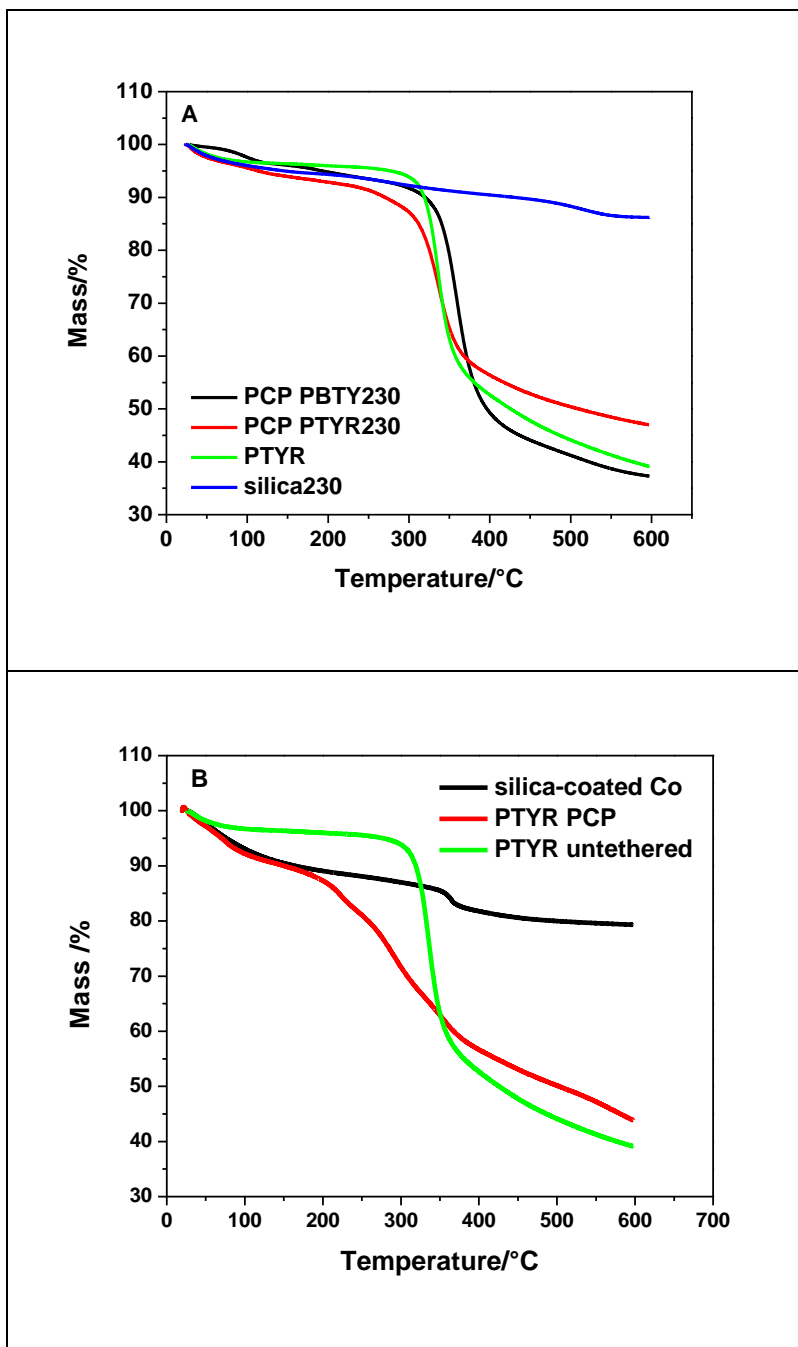 A
110
100
90
80
70
60
50
40
30
Mass/%
PCP PBTY230
PCP PTYR230
PTYR
silica230
0 100 200 300 400 500 600
Temperature/°C
B
110
100
90
80
70
60
50
40
30
Mass /%
silica-coated Co
PTYR PCP
PTYR untethered
0 100 200 300 400 500 600 700
Temperature/°C